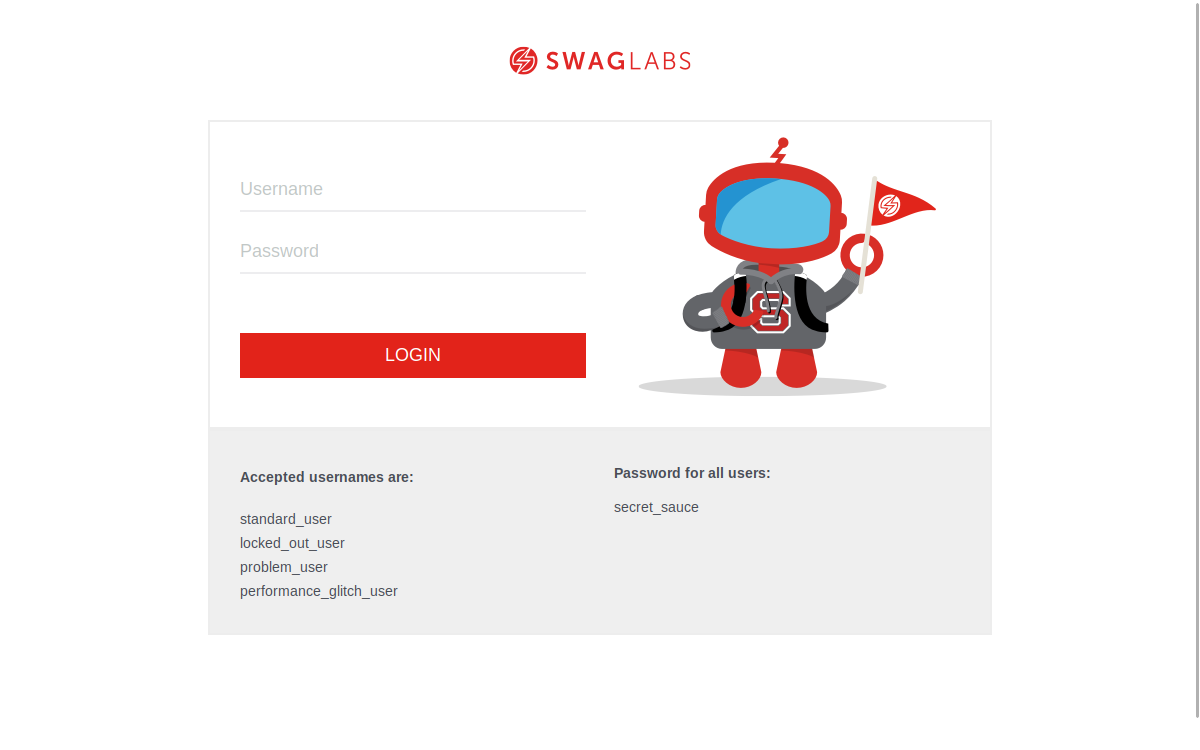 SWAGLABS
Username
Password
LOGIN
S
Accepted usernames are:
standard_user
locked_out_user
problem_user
performance_glitch_user
Password for all users:
secret_sauce